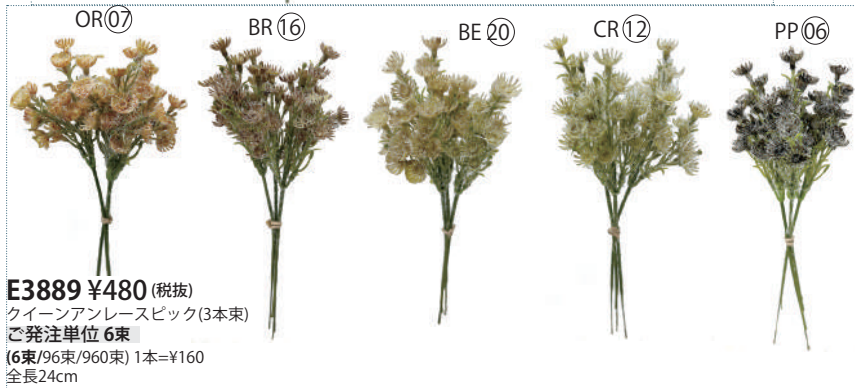 OR⑦ BR⑯ BE⑳ CR⑫ PP⑥
E3889 ¥480 (税抜)
クイーンアンレースピック(3本束)
ご発注単位 6束
(6束/96束/960束) 1本=¥160
全長24cm